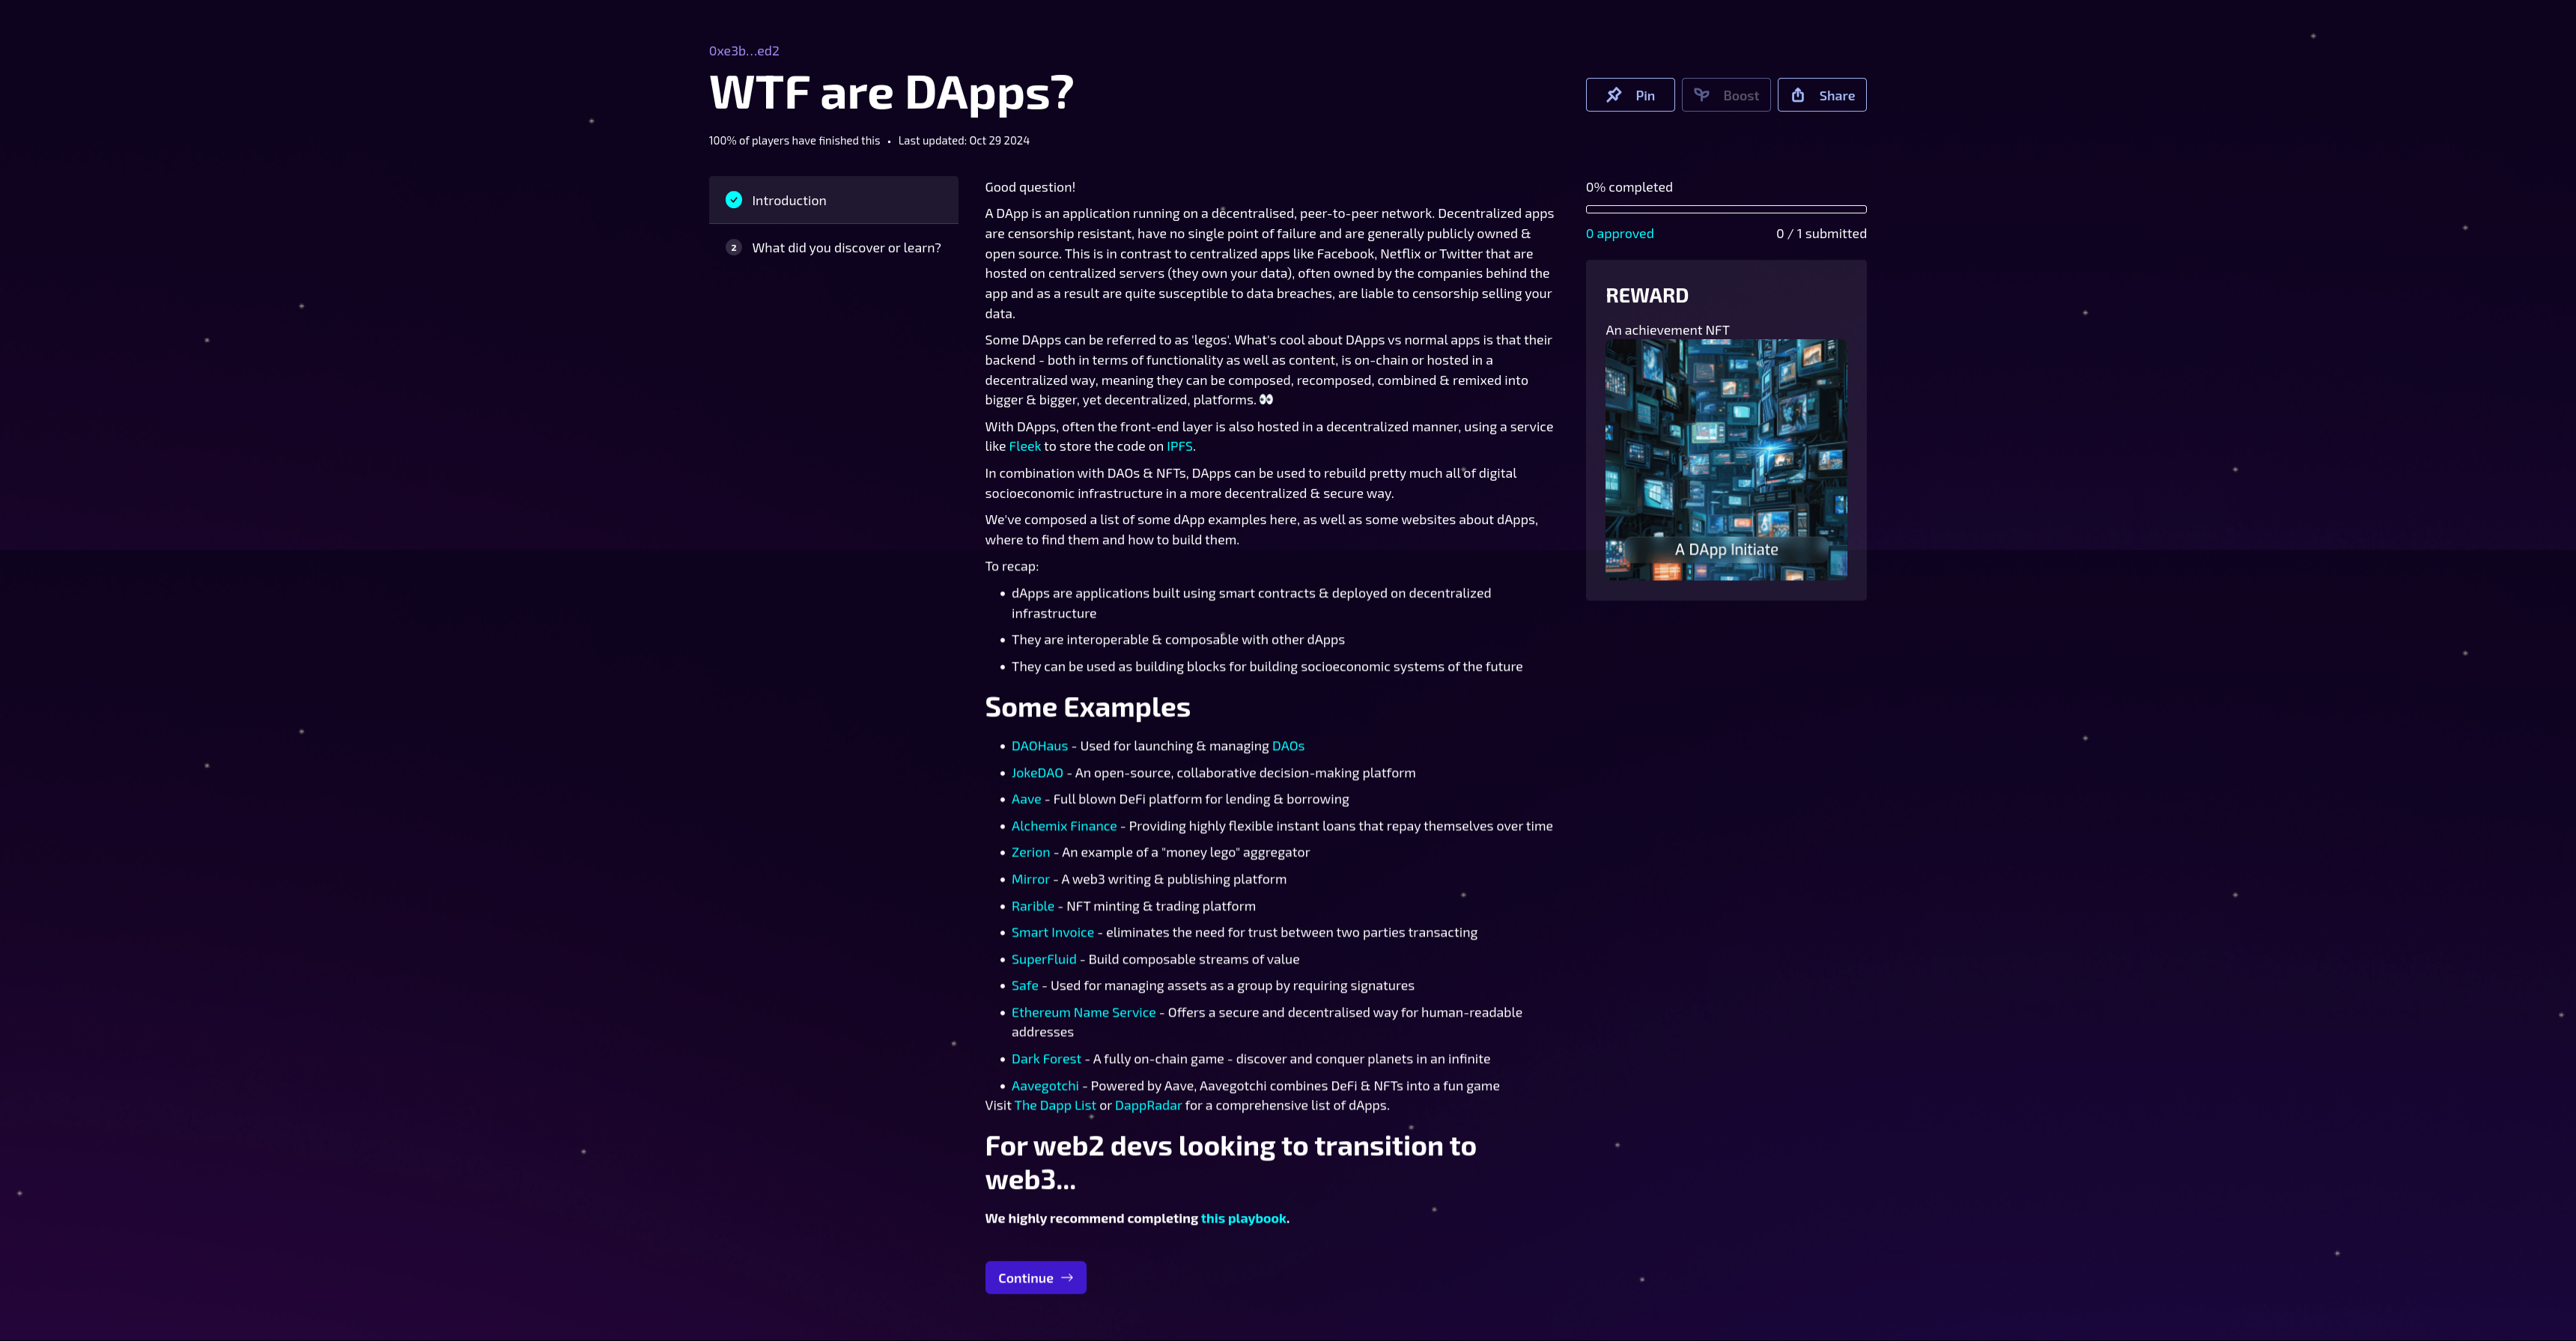 0xe3b...ed2
WTF are DApps?
Pin
Boost
Share
100% of players have finished this • Last updated: Oct 29 2024
Introduction
2 What did you discover or learn?
Good question!
A DApp is an application running on a decentralised, peer-to-peer network. Decentralized apps
are censorship resistant, have no single point of failure and are generally publicly owned &
open source. This is in contrast to centralized apps like Facebook, Netflix or Twitter that are
hosted on centralized servers (they own your data), often owned by the companies behind the
app and as a result are quite susceptible to data breaches, are liable to censorship selling your
data.
Some DApps can be referred to as 'legos'. What's cool about DApps vs normal apps is that their
backend - both in terms of functionality as well as content, is on-chain or hosted in a
decentralized way, meaning they can be composed, recomposed, combined & remixed into
bigger & bigger, yet decentralized, platforms. 👀
With DApps, often the front-end layer is also hosted in a decentralized manner, using a service
like Fleek to store the code on IPFS.
In combination with DAOs & NFTs, DApps can be used to rebuild pretty much all of digital
socioeconomic infrastructure in a more decentralized & secure way.
We've composed a list of some dApp examples here, as well as some websites about dApps,
where to find them and how to build them.
To recap:
• dApps are applications built using smart contracts & deployed on decentralized
infrastructure
• They are interoperable & composable with other dApps
• They can be used as building blocks for building socioeconomic systems of the future
Some Examples
• DAOHaus - Used for launching & managing DAOs
• JokeDAO - An open-source, collaborative decision-making platform
• Aave - Full blown DeFi platform for lending & borrowing
• Alchemix Finance - Providing highly flexible instant loans that repay themselves over time
• Zerion - An example of a "money lego" aggregator
• Mirror - A web3 writing & publishing platform
• Rarible - NFT minting & trading platform
• Smart Invoice - eliminates the need for trust between two parties transacting
• SuperFluid - Build composable streams of value
• Safe - Used for managing assets as a group by requiring signatures
• Ethereum Name Service - Offers a secure and decentralised way for human-readable
addresses
• Dark Forest - A fully on-chain game - discover and conquer planets in an infinite
• Aavegotchi - Powered by Aave, Aavegotchi combines DeFi & NFTs into a fun game
Visit The Dapp List or DappRadar for a comprehensive list of dApps.
For web2 devs looking to transition to
web3...
We highly recommend completing this playbook.
Continue →
0% completed
0 approved
0 / 1 submitted
REWARD
An achievement NFT
A DApp Initiate